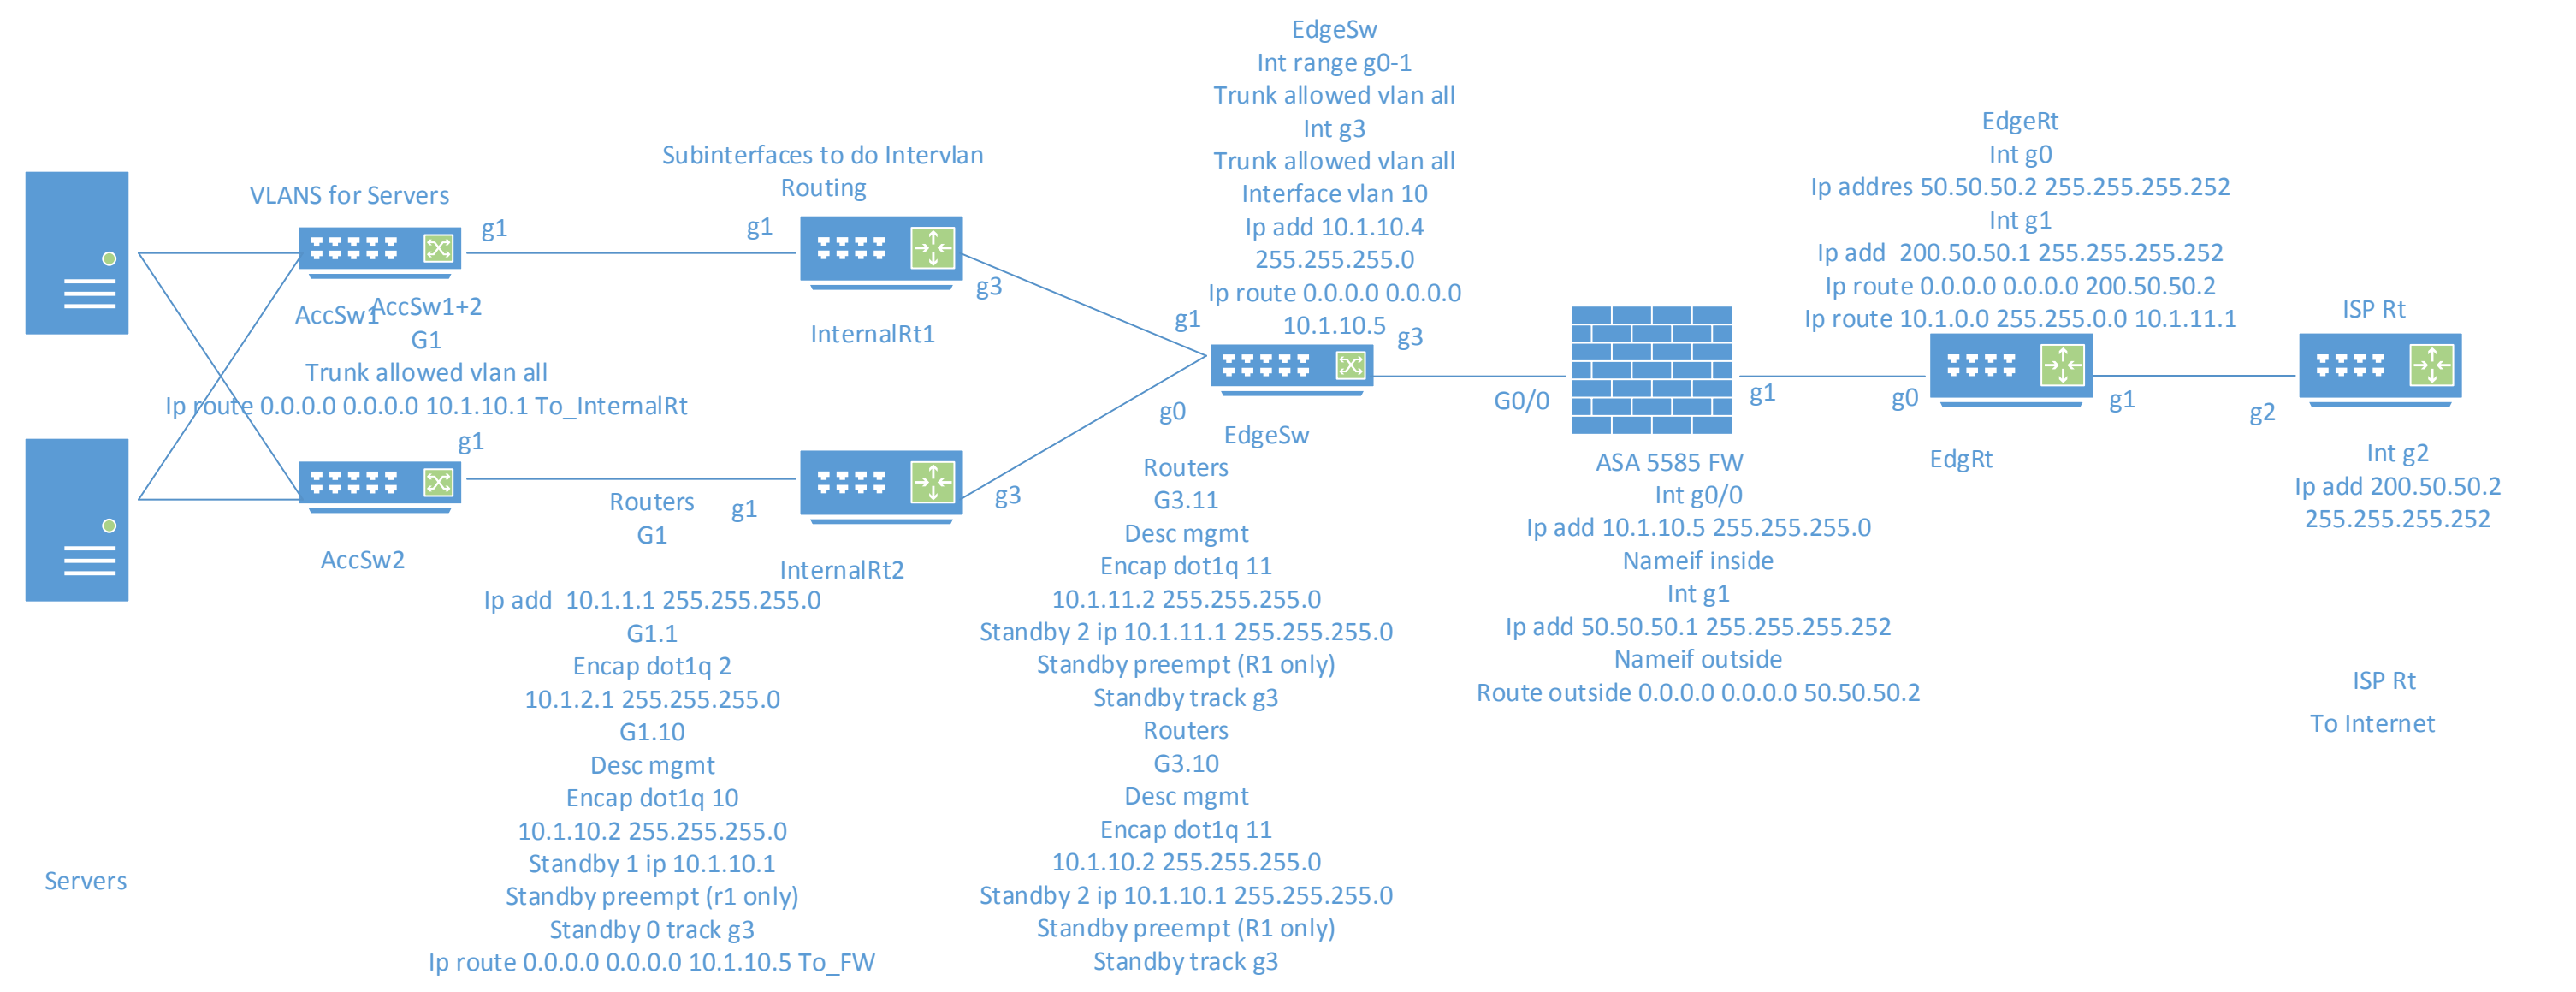 VLANS for Servers
g1
AccSw1
AccSw1+2
G1
Trunk allowed vlan all
Ip route 0.0.0.0 0.0.0.0 10.1.10.1 To_InternalRt
g1
AccSw2
Servers
Subinterfaces to do Intervlan
Routing
g1
InternalRt1
g3
Routers
G1
g1
InternalRt2
g3
Ip add  10.1.1.1 255.255.255.0
G1.1
Encap dot1q 2
10.1.2.1 255.255.255.0
G1.10
Desc mgmt
Encap dot1q 10
10.1.10.2 255.255.255.0
Standby 1 ip 10.1.10.1
Standby preempt (r1 only)
Standby 0 track g3
Ip route 0.0.0.0 0.0.0.0 10.1.10.5 To_FW
EdgeSw
Int range g0-1
Trunk allowed vlan all
Int g3
Trunk allowed vlan all
Interface vlan 10
Ip add 10.1.10.4
255.255.255.0
Ip route 0.0.0.0 0.0.0.0
10.1.10.5
g1
g3
g0
EdgeSw
Routers
G3.11
Desc mgmt
Encap dot1q 11
10.1.11.2 255.255.255.0
Standby 2 ip 10.1.11.1 255.255.255.0
Standby preempt (R1 only)
Standby track g3
Routers
G3.10
Desc mgmt
Encap dot1q 11
10.1.10.2 255.255.255.0
Standby 2 ip 10.1.10.1 255.255.255.0
Standby preempt (R1 only)
Standby track g3
G0/0
g1
ASA 5585 FW
Int g0/0
Ip add 10.1.10.5 255.255.255.0
Nameif inside
Int g1
Ip add 50.50.50.1 255.255.255.252
Nameif outside
Route outside 0.0.0.0 0.0.0.0 50.50.50.2
EdgeRt
Int g0
Ip addres 50.50.50.2 255.255.255.252
Int g1
Ip add  200.50.50.1 255.255.255.252
Ip route 0.0.0.0 0.0.0.0 200.50.50.2
Ip route 10.1.0.0 255.255.0.0 10.1.11.1
g0
g1
EdgRt
ISP Rt
g2
Int g2
Ip add 200.50.50.2
255.255.255.252
ISP Rt
To Internet